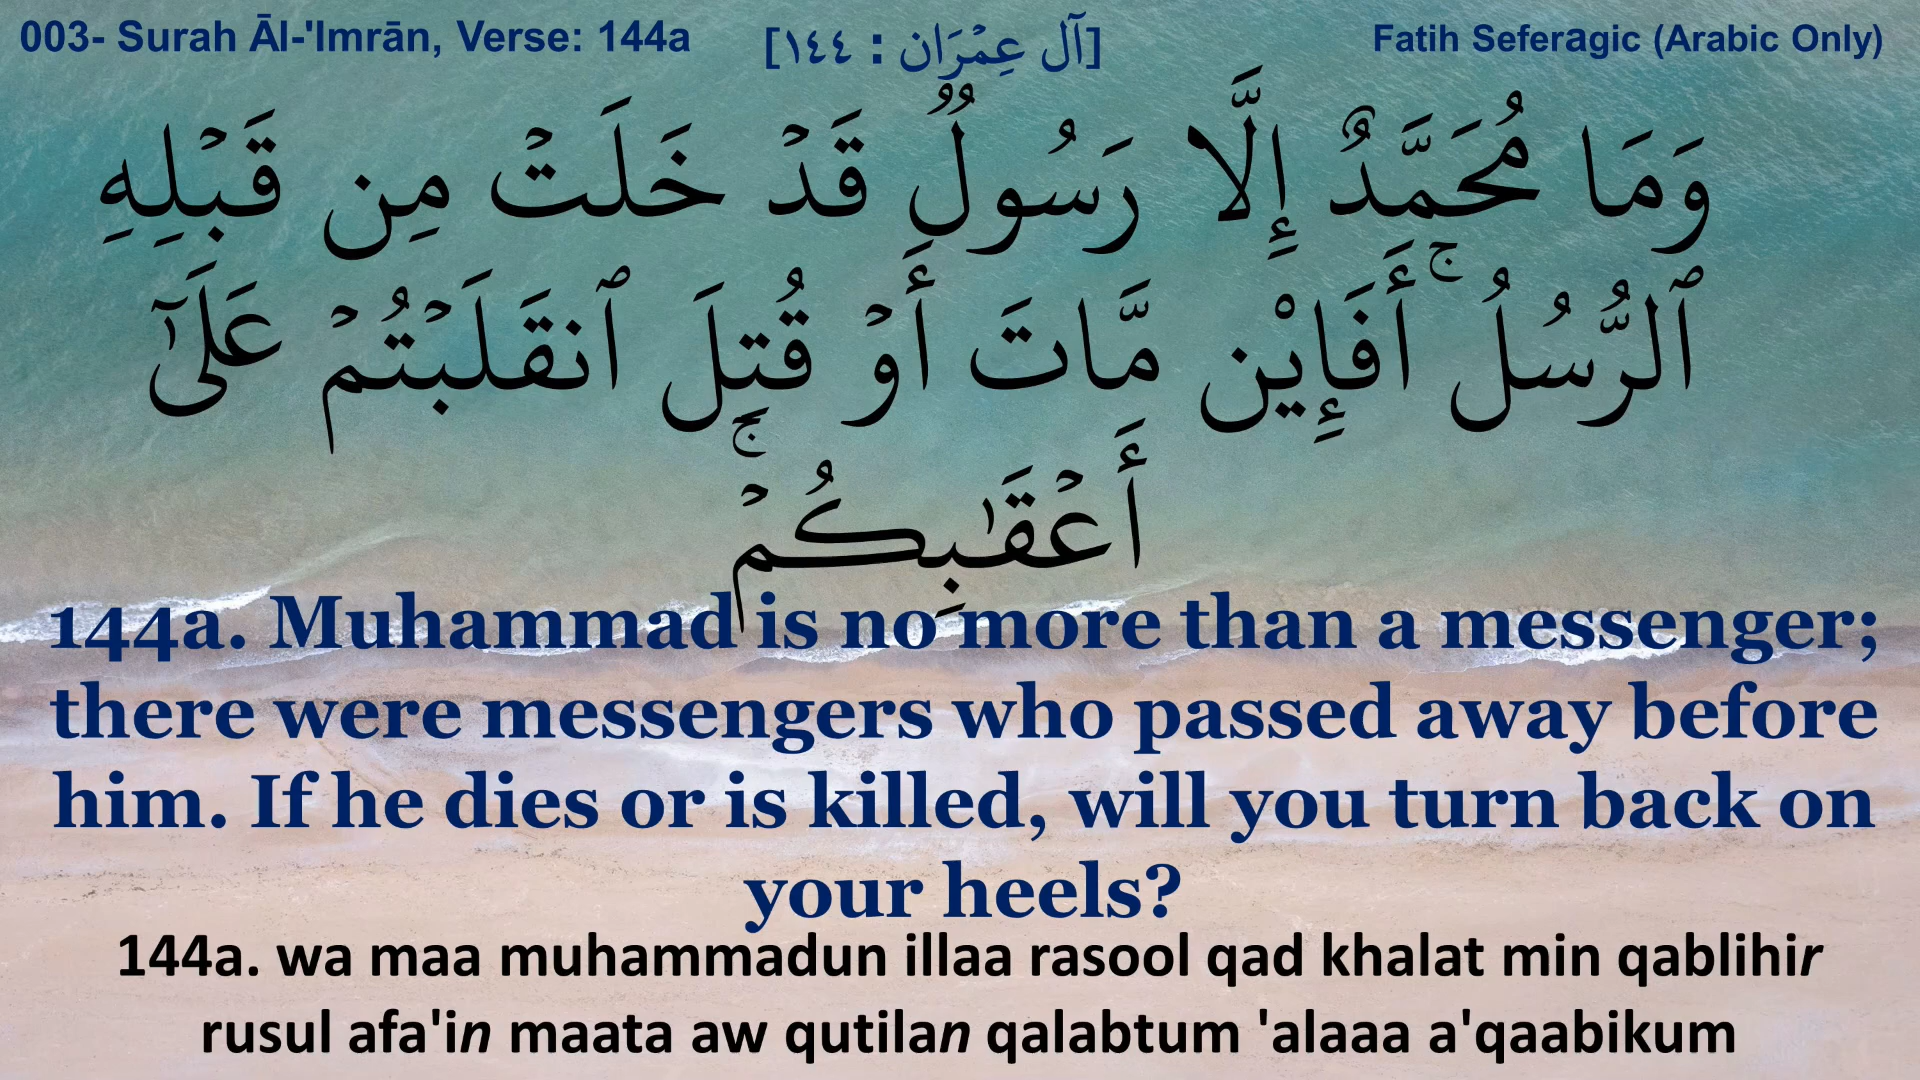 003- Surah Āl-'Imrān, Verse: 144a
[آل عِمْرَان : ١٤٤]
Fatih Seferagic (Arabic Only)
وَمَا مُحَمَّدٌ إِلَّا رَسُولٌۭ قَدْ خَلَتْ مِن قَبْلِهِ
ٱلرُّسُلُ ۚ أَفَإِيْن مَّاتَ أَوْ قُتِلَ ٱنقَلَبْتُمْ عَلَىٰٓ
أَعْقَـٰبِكُمْ ۚ
144a. Muhammad is no more than a messenger;
there were messengers who passed away before
him. If he dies or is killed, will you turn back on
your heels?
144a. wa maa muhammadun illaa rasool qad khalat min qablihir
rusul afa'in maata aw qutilan qalabtum 'alaaa a'qaabikum